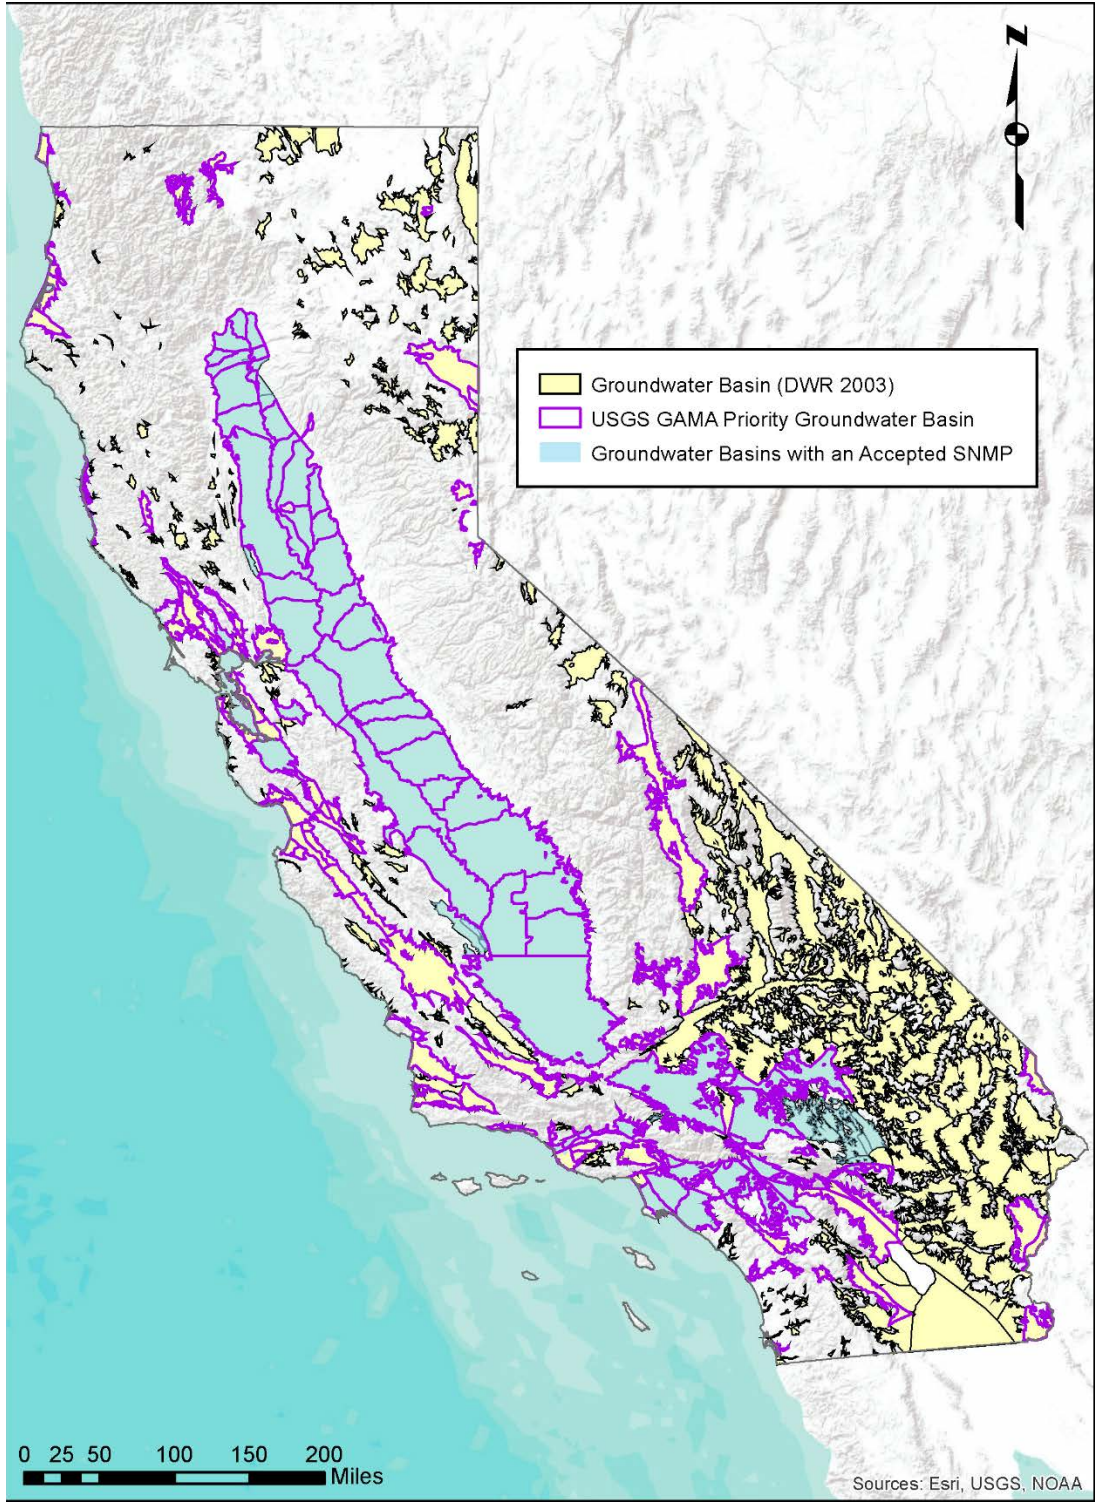 N
Groundwater Basin (DWR 2003)
USGS GAMA Priority Groundwater Basin
Groundwater Basins with an Accepted SNMP
0 25 50 100 150 200
Miles
Sources: Esri, USGS, NOAA